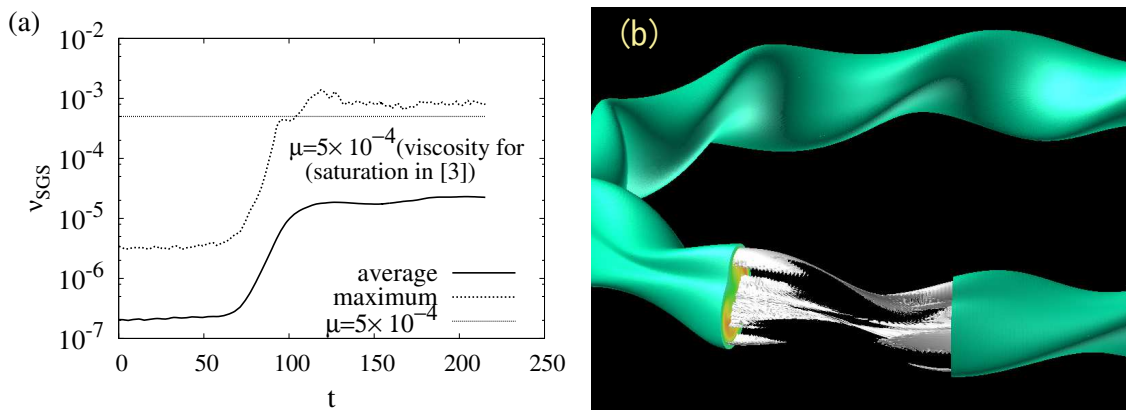 (a)
10^-2
10^-3
10^-4
10^-5
10^-6
10^-7
ν_SGS
μ=5× 10^-4 (viscosity for
(saturation in [3])
average
maximum
μ=5× 10^-4
0 50 100 150 200 250
t
(b)